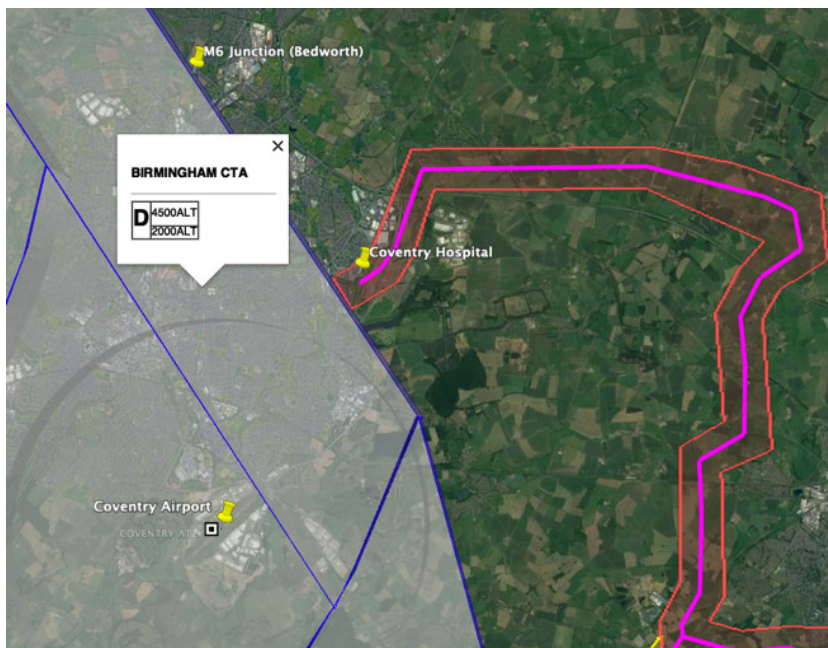 M6 Junction (Bedworth)
×
BIRMINGHAM CTA
D
4500ALT
2000ALT
Coventry Hospital
Coventry Airport
COVENTRY ATZ